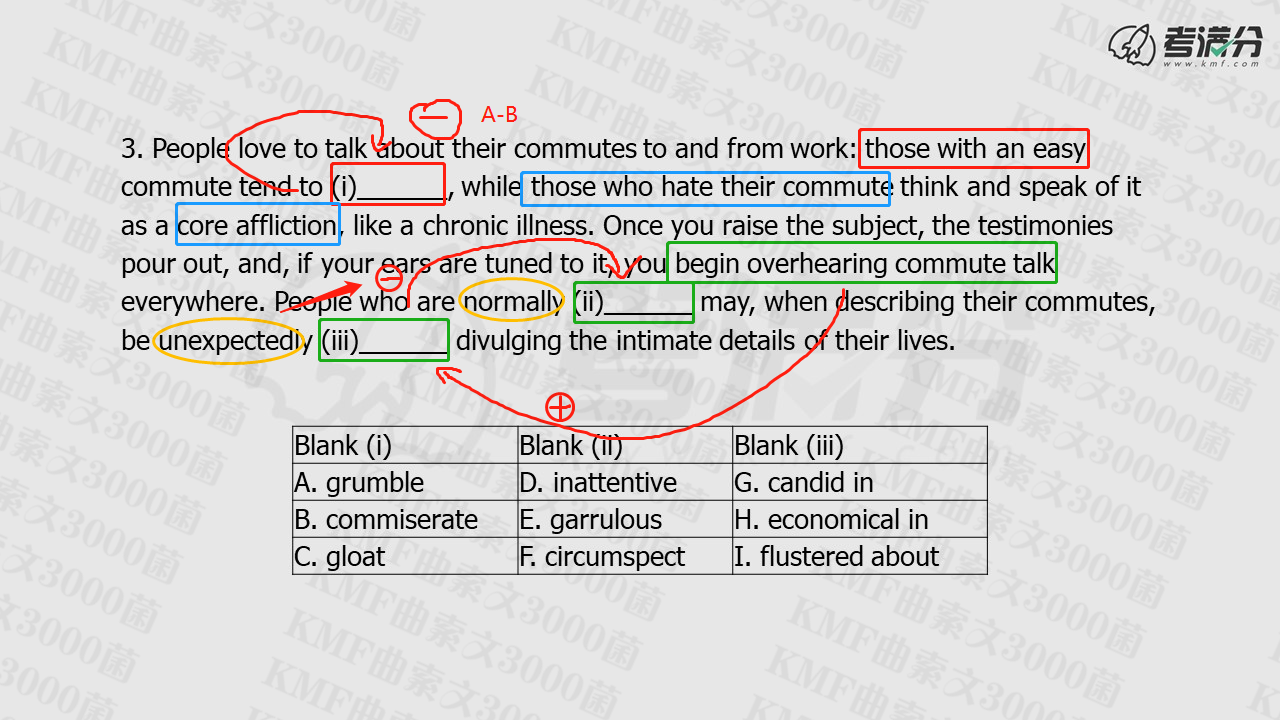 考满分
www.kmf.com
A-B
3. People love to talk about their commutes to and from work: those with an easy
commute tend to (i)_______, while those who hate their commute think and speak of it
as a core affliction, like a chronic illness. Once you raise the subject, the testimonies
pour out, and, if your ears are tuned to it, you begin overhearing commute talk
everywhere. People who are normally (ii)_______ may, when describing their commutes,
be unexpectedly (iii)_______ divulging the intimate details of their lives.
Blank (i) Blank (ii) Blank (iii)
A. grumble D. inattentive G. candid in
B. commiserate E. garrulous H. economical in
C. gloat F. circumspect I. flustered about
KMF曲索文3000菌